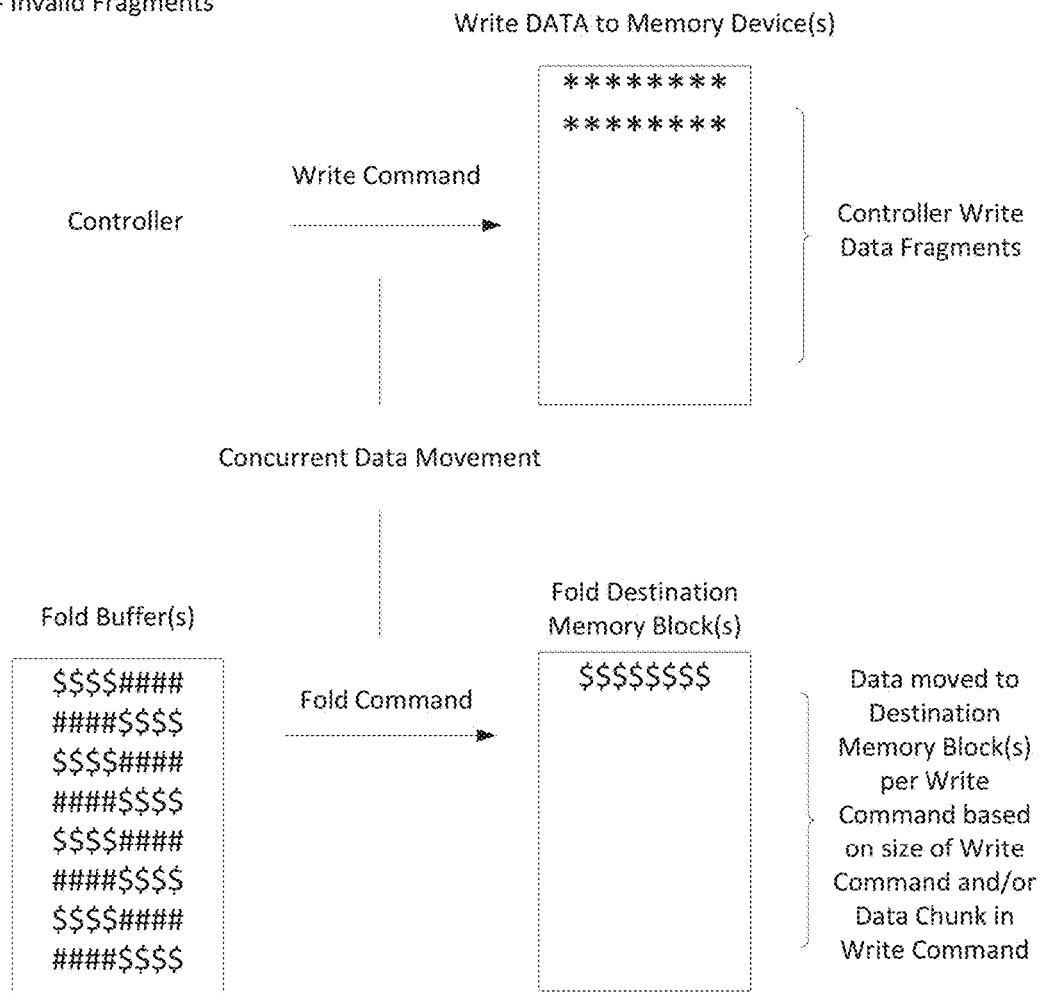 - Invalid Fragments
Write DATA to Memory Device(s)
********
********
Write Command
Controller
Controller Write
Data Fragments
Concurrent Data Movement
Fold Buffer(s)
Fold Destination
Memory Block(s)
$$$$####
####$$$$
$$$$####
####$$$$
$$$$####
####$$$$
$$$$####
####$$$$
Fold Command
$$$$$$$$
Data moved to
Destination
Memory Block(s)
per Write
Command based
on size of Write
Command and/or
Data Chunk in
Write Command